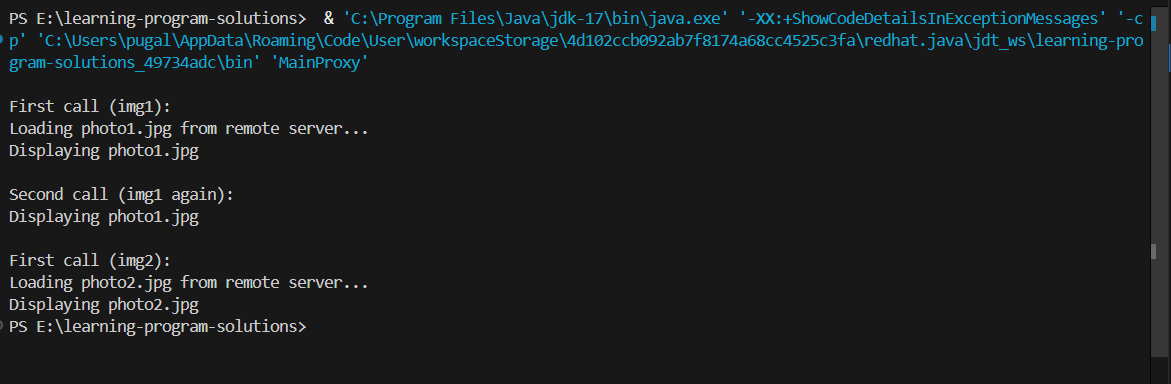 PS E:\learning-program-solutions>  & 'C:\Program Files\Java\jdk-17\bin\java.exe' '-XX:+ShowCodeDetailsInExceptionMessages' '-c
p' 'C:\Users\pugal\AppData\Roaming\Code\User\workspaceStorage\4d102ccb092ab7f8174a68cc4525c3fa\redhat.java\jdt_ws\learning-pro
gram-solutions_49734adc\bin' 'MainProxy'
First call (img1):
Loading photo1.jpg from remote server...
Displaying photo1.jpg
Second call (img1 again):
Displaying photo1.jpg
First call (img2):
Loading photo2.jpg from remote server...
Displaying photo2.jpg
PS E:\learning-program-solutions>